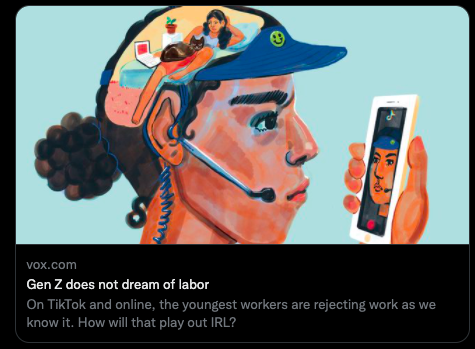 vox.com
Gen Z does not dream of labor
On TikTok and online, the youngest workers are rejecting work as we
know it. How will that play out IRL?